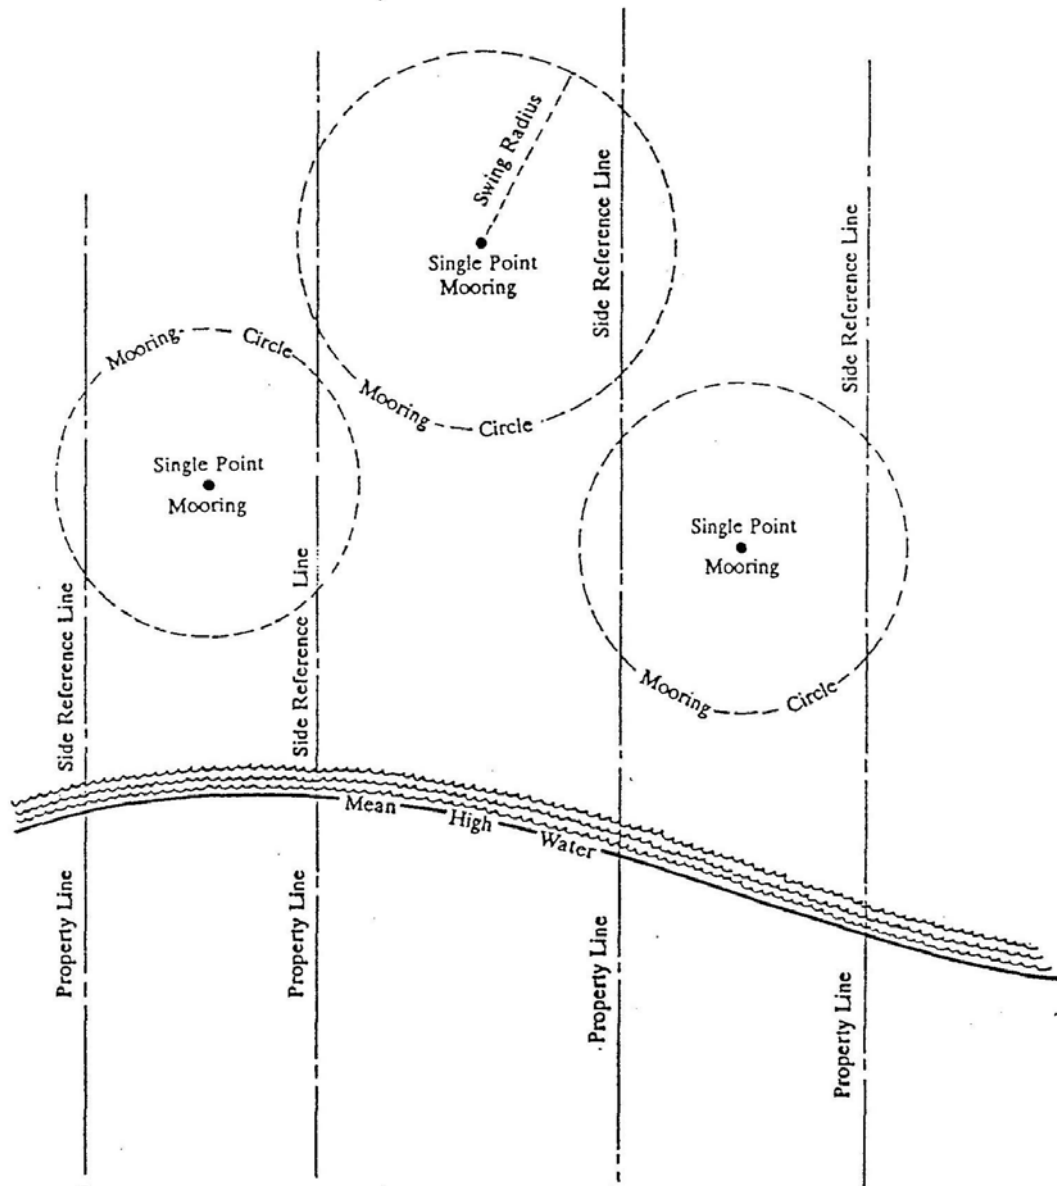 Swing Radius
Single Point
Mooring
Mooring Circle
Side Reference Line
Side Reference Line
Mooring Circle
Single Point
Mooring
Single Point
Mooring
Mooring Circle
Side Reference Line
Side Reference Line
Mean High Water
Property Line
Property Line
Property Line
Property Line